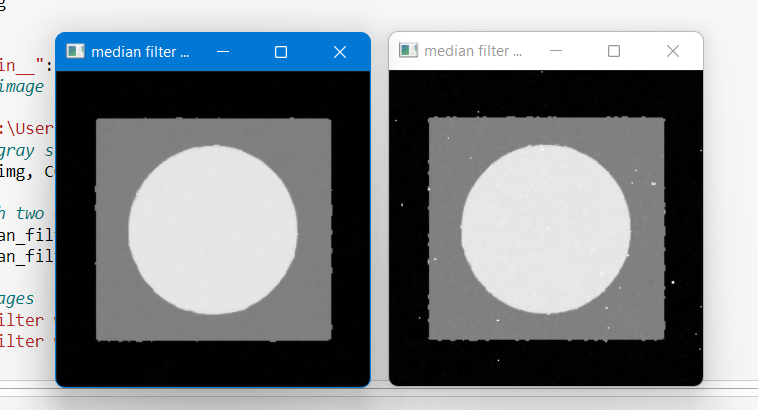 median filter ...
median filter ...
in__":
image
:\User
gray s
img, C
h two
an_fil
an_fil
ages
ilter
ilter